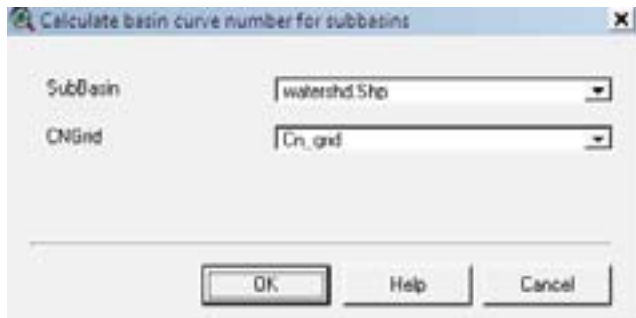 Calculate basin curve number for subbasins
SubBasin watershd.Shp
CNGrid Cn_grid
OK Help Cancel